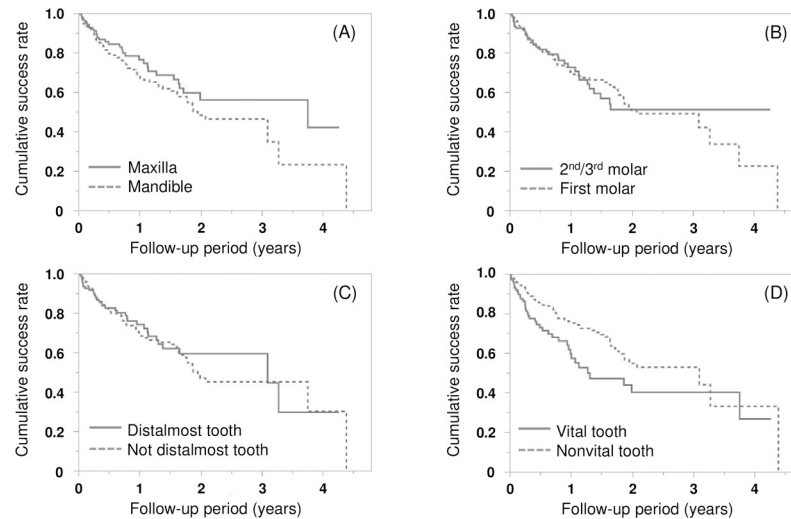 (A)
Cumulative success rate
1.0
0.8
0.6
0.4
0.2
0
Maxilla
Mandible
0 1 2 3 4
Follow-up period (years)
(B)
Cumulative success rate
1.0
0.8
0.6
0.4
0.2
0
2nd/3rd molar
First molar
0 1 2 3 4
Follow-up period (years)
(C)
Cumulative success rate
1.0
0.8
0.6
0.4
0.2
0
Distalmost tooth
Not distalmost tooth
0 1 2 3 4
Follow-up period (years)
(D)
Cumulative success rate
1.0
0.8
0.6
0.4
0.2
0
Vital tooth
Nonvital tooth
0 1 2 3 4
Follow-up period (years)